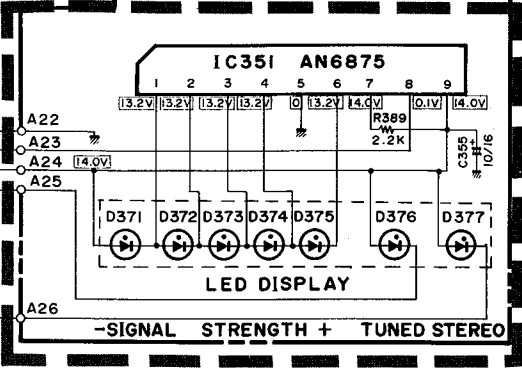 IC351 AN6875
1 2 3 4 5 6 7 8 9
13.2V 13.2V 13.2V 13.2V 0 13.2V 14.0V 0.1V 14.0V
A22
R389
2.2K
C355 +
10/16
A23
A24 14.0V
A25
D371 D372 D373 D374 D375 D376 D377
LED DISPLAY
A26
-SIGNAL STRENGTH + TUNED STEREO